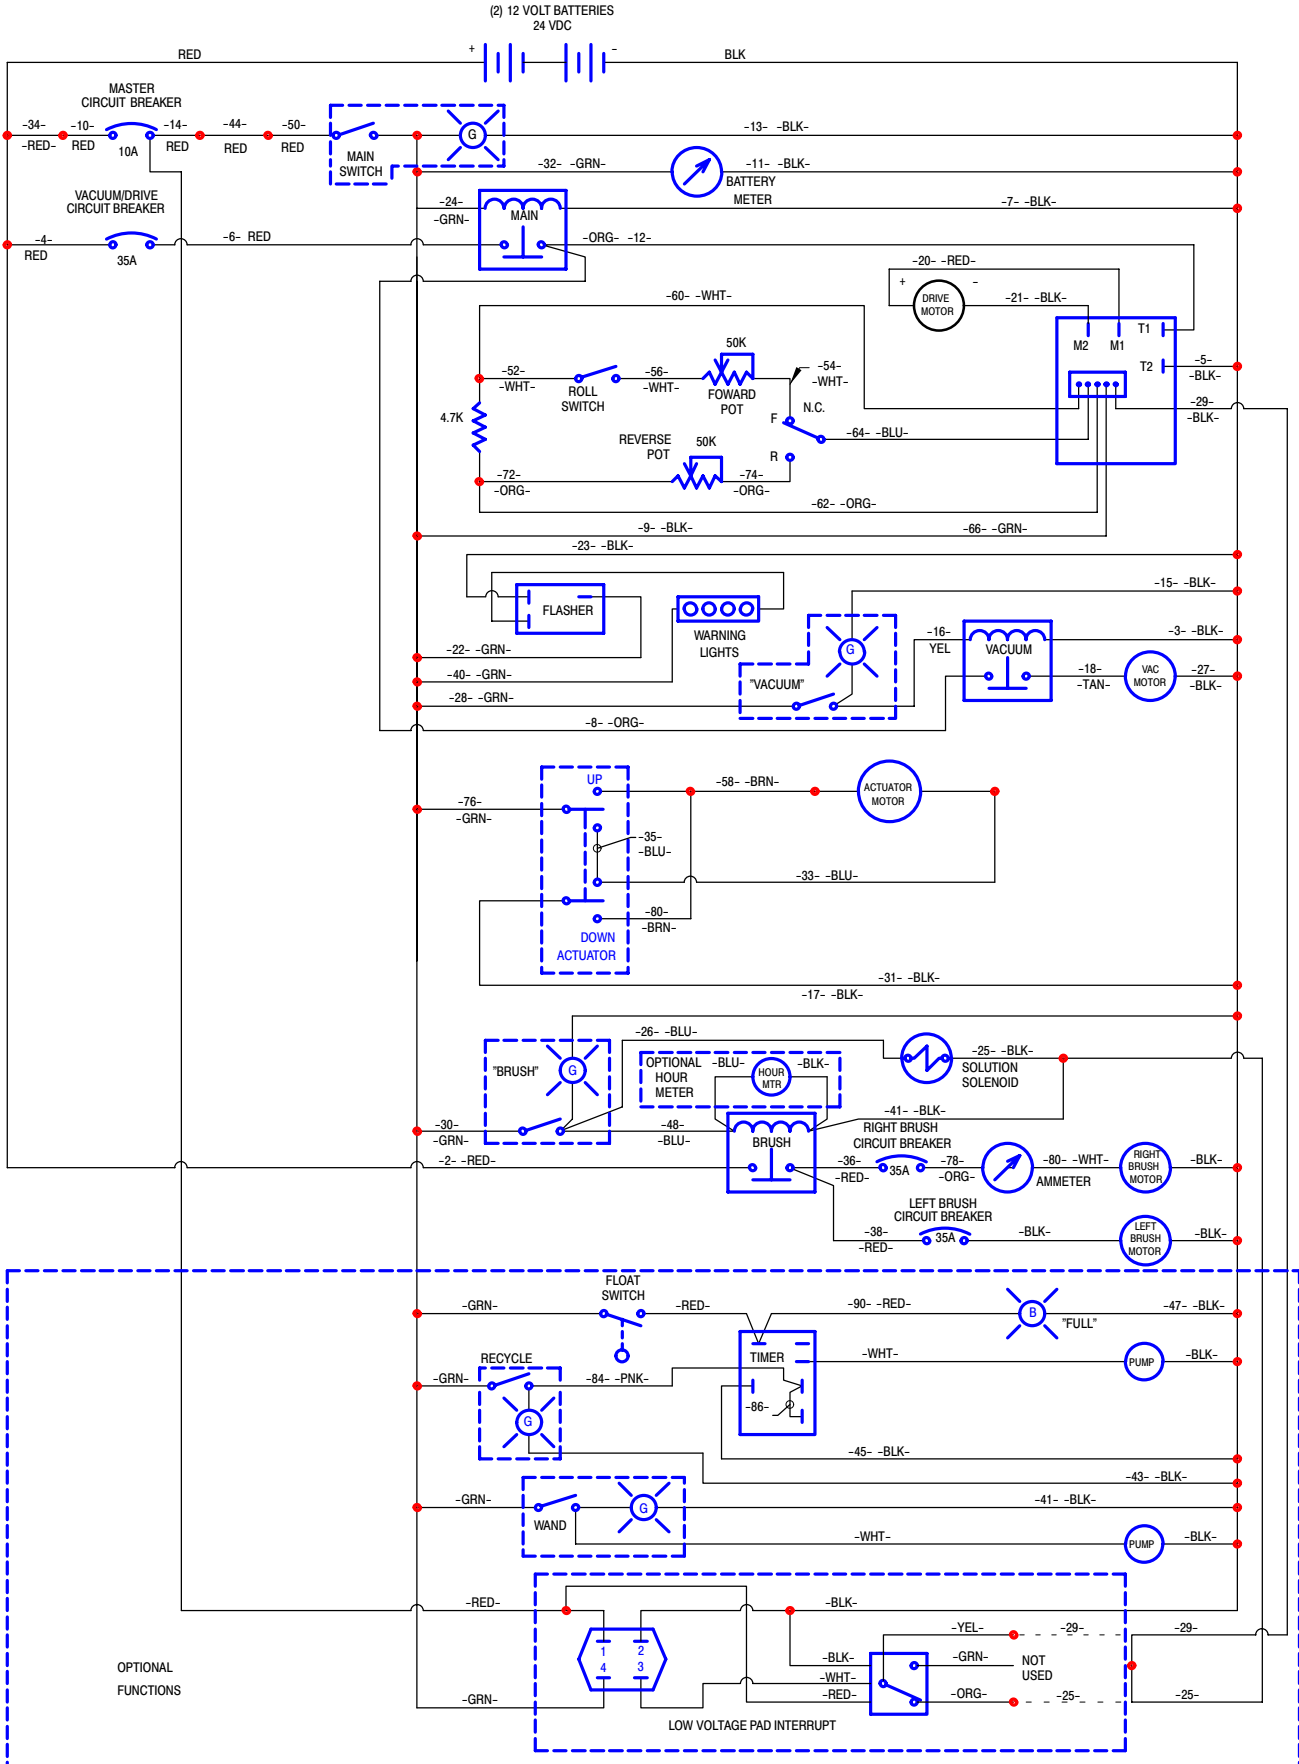 (2) 12 VOLT BATTERIES
24 VDC
RED
+
-
BLK
MASTER
CIRCUIT BREAKER
-34-
-RED-
-10-
RED
10A
-14-
RED
-44-
RED
-50-
RED
MAIN
SWITCH
G
-13- -BLK-
-32- -GRN-
-11- -BLK-
BATTERY
METER
VACUUM/DRIVE
CIRCUIT BREAKER
-24-
-GRN-
MAIN
-7- -BLK-
-4-
RED
35A
-6- RED
-ORG- -12-
-20- -RED-
+
-
DRIVE
MOTOR
-21- -BLK-
-60- -WHT-
M2
M1
T1
T2
-5-
-BLK-
-29-
-BLK-
50K
-52-
-WHT-
ROLL
SWITCH
-56-
-WHT-
FOWARD
POT
-54-
-WHT-
N.C.
4.7K
F
-64- -BLU-
REVERSE
POT
50K
R
-72-
-ORG-
-74-
-ORG-
-62- -ORG-
-9- -BLK-
-66- -GRN-
-23- -BLK-
-15- -BLK-
FLASHER
WARNING
LIGHTS
-22- -GRN-
-40- -GRN-
-28- -GRN-
"VACUUM"
G
-16-
YEL
VACUUM
-3- -BLK-
-18-
-TAN-
VAC
MOTOR
-27-
-BLK-
-8- -ORG-
UP
-58- -BRN-
ACTUATOR
MOTOR
-76-
-GRN-
-35-
-BLU-
-33- -BLU-
-80-
-BRN-
DOWN
ACTUATOR
-31- -BLK-
-17- -BLK-
-26- -BLU-
"BRUSH"
G
OPTIONAL
HOUR
METER
-BLU-
HOUR
MTR
-BLK-
-25- -BLK-
SOLUTION
SOLENOID
-41- -BLK-
-30-
-GRN-
-48-
-BLU-
BRUSH
RIGHT BRUSH
CIRCUIT BREAKER
-2- -RED-
-36-
-RED-
35A
-78-
-ORG-
AMMETER
-80- -WHT-
RIGHT
BRUSH
MOTOR
-BLK-
LEFT BRUSH
CIRCUIT BREAKER
-38-
-RED-
35A
-BLK-
LEFT
BRUSH
MOTOR
-BLK-
FLOAT
SWITCH
-GRN-
-RED-
-90- -RED-
B
"FULL"
-47- -BLK-
TIMER
-WHT-
PUMP
-BLK-
RECYCLE
-GRN-
-84- -PNK-
-86-
G
-45- -BLK-
-43- -BLK-
-GRN-
WAND
G
-41- -BLK-
-WHT-
PUMP
-BLK-
-RED-
-BLK-
1
2
4
3
-YEL-
-29-
-29-
-BLK-
-GRN-
NOT
USED
-WHT-
-RED-
-ORG-
-25-
-25-
-GRN-
OPTIONAL
FUNCTIONS
LOW VOLTAGE PAD INTERRUPT